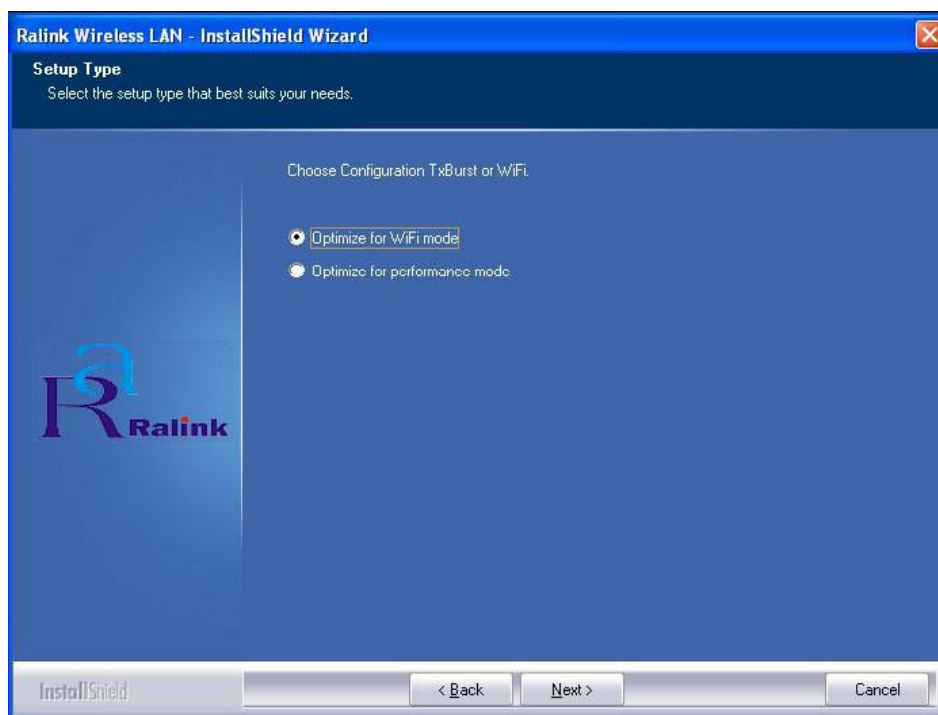 Ralink Wireless LAN - InstallShield Wizard
Setup Type
Select the setup type that best suits your needs.
Choose Configuration TxBurst or WiFi.
Optimize for WiFi mode
Optimize for performance mode
Ra
Ralink
InstallShield
< Back
Next >
Cancel